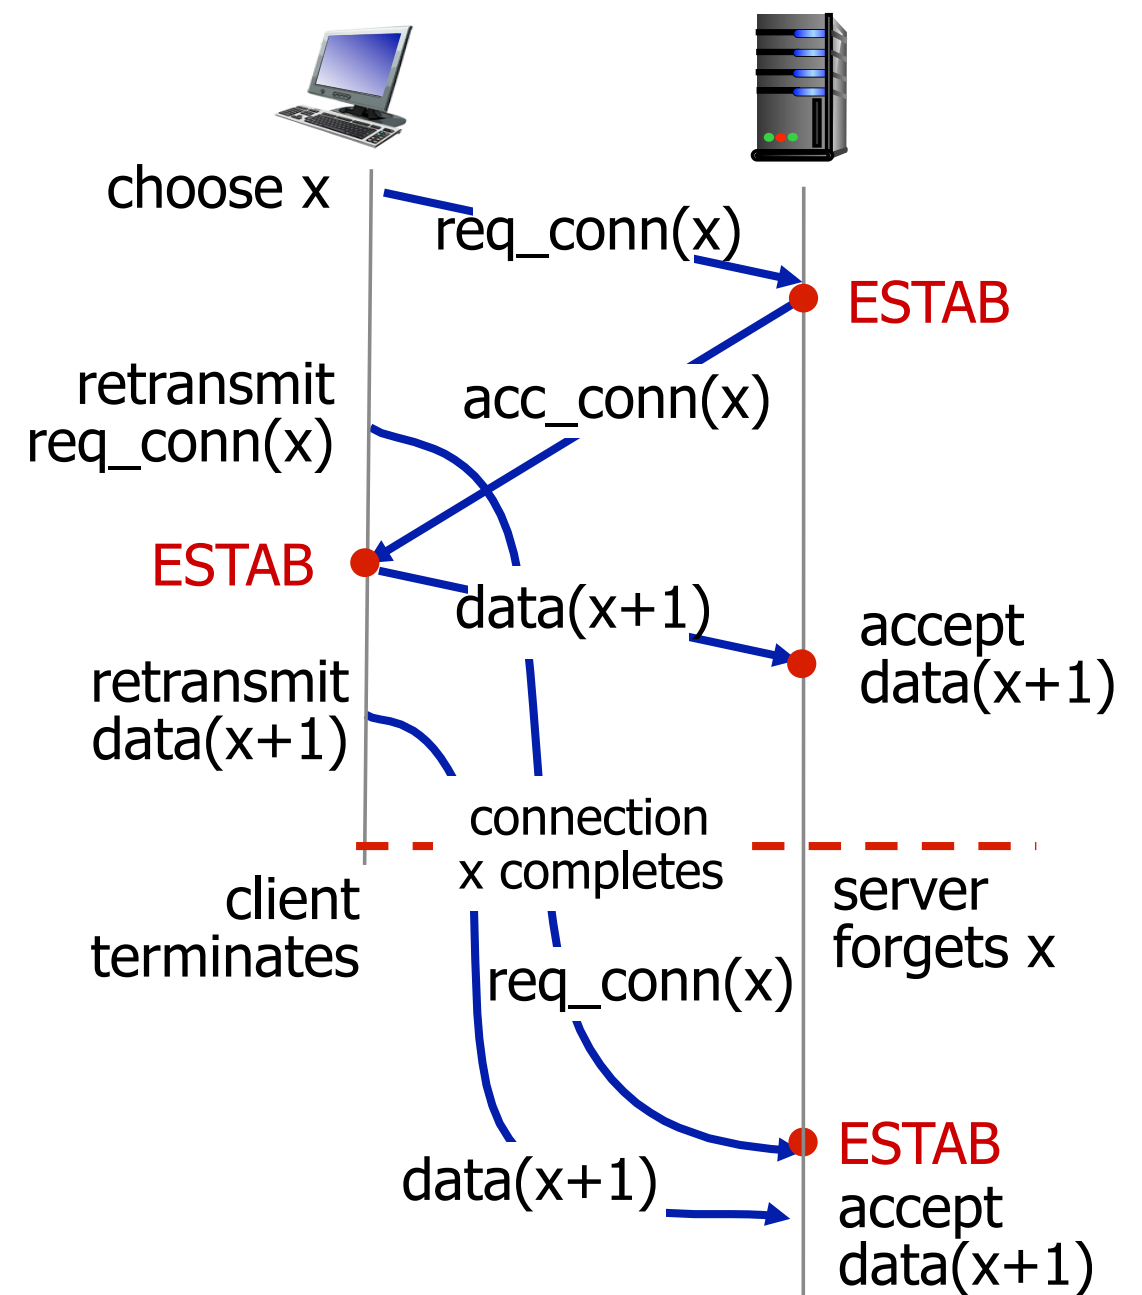 choose x
req_conn(x)
ESTAB
retransmit
req_conn(x)
acc_conn(x)
ESTAB
data(x+1)
accept
data(x+1)
retransmit
data(x+1)
connection
x completes
client
terminates
server
forgets x
req_conn(x)
ESTAB
data(x+1)
accept
data(x+1)